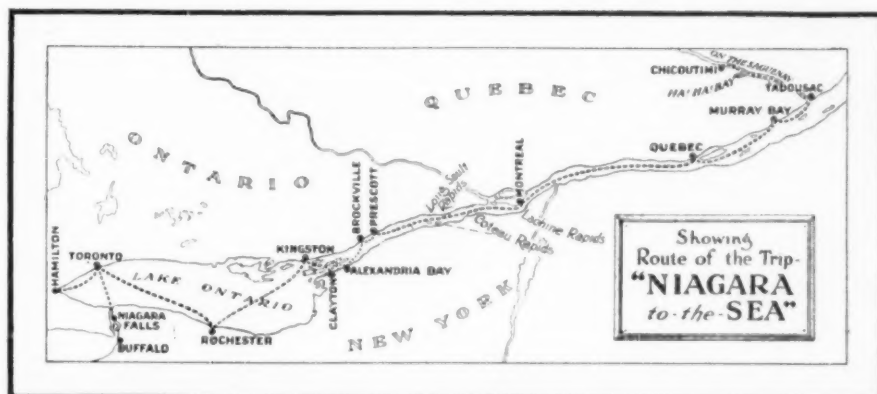 ON THE SAGUENAY
CHICOUTIMI
HA! HA! BAY
TADOUSAC
QUEBEC
MURRAY BAY
QUEBEC
ONTARIO
MONTREAL
BROCKVILLE
PRESCOTT
Long Sault
Rapids
Lachine Rapids
Coteau Rapids
KINGSTON
HAMILTON
TORONTO
ALEXANDRIA BAY
CLAYTON
LAKE ONTARIO
NIAGARA
FALLS
ROCHESTER
BUFFALO
NEW YORK
Showing
Route of the Trip-
"NIAGARA
to-the-SEA"